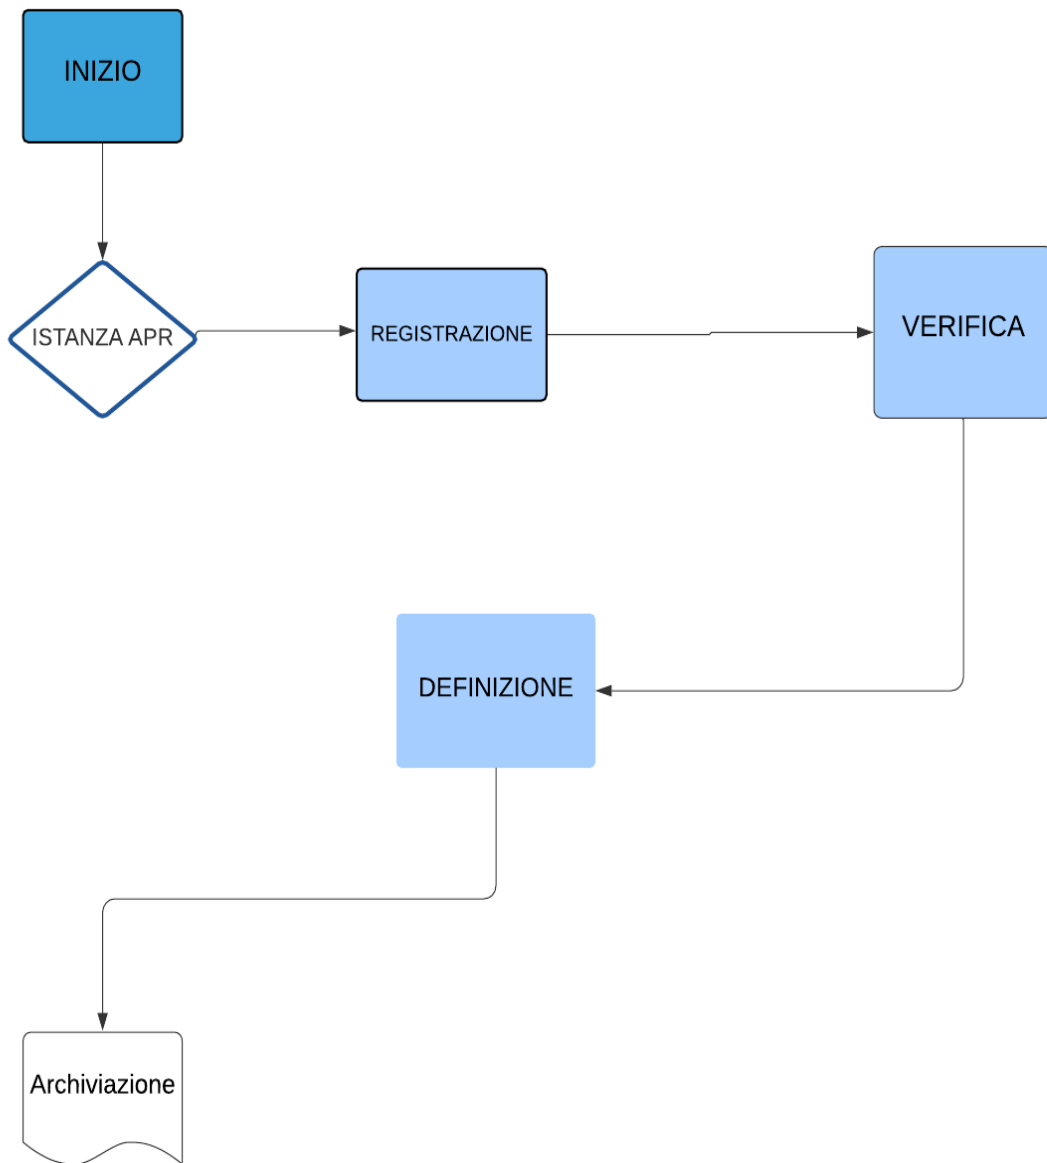 INIZIO
ISTANZA APR
REGISTRAZIONE
VERIFICA
DEFINIZIONE
Archiviazione